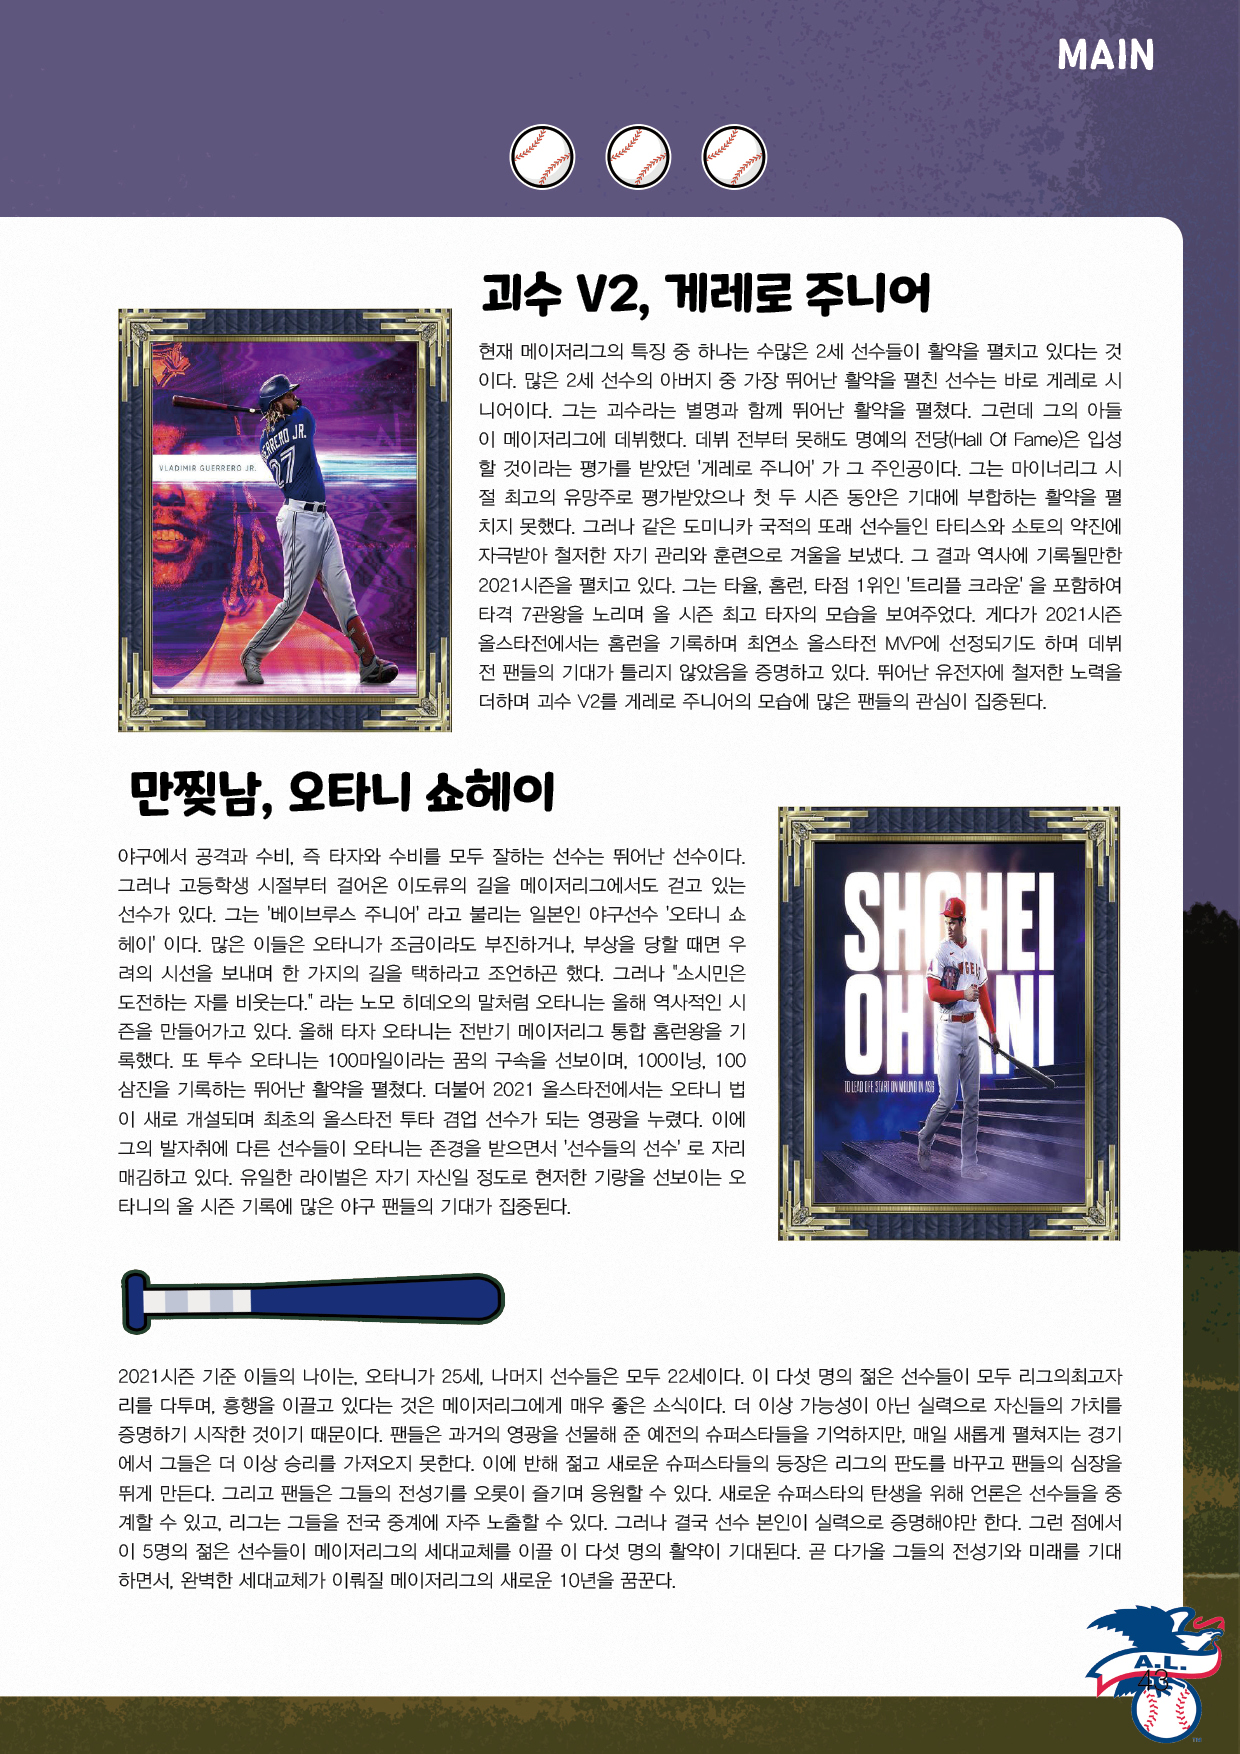 MAIN
괴수 V2, 게레로 주니어
VLADIMIR GUERRERO JR.
ERRERO JR.
27
현재 메이저리그의 특징 중 하나는 수많은 2세 선수들이 활약을 펼치고 있다는 것
이다. 많은 2세 선수의 아버지 중 가장 뛰어난 활약을 펼친 선수는 바로 게레로 시
니어이다. 그는 괴수라는 별명과 함께 뛰어난 활약을 펼쳤다. 그런데 그의 아들
이 메이저리그에 데뷔했다. 데뷔 전부터 못해도 명예의 전당(Hall Of Fame)은 입성
할 것이라는 평가를 받았던 '게레로 주니어' 가 그 주인공이다. 그는 마이너리그 시
절 최고의 유망주로 평가받았으나 첫 두 시즌 동안은 기대에 부합하는 활약을 펼
치지 못했다. 그러나 같은 도미니카 국적의 또래 선수들인 타티스와 소토의 약진에
자극받아 철저한 자기 관리와 훈련으로 겨울을 보냈다. 그 결과 역사에 기록될만한
2021시즌을 펼치고 있다. 그는 타율, 홈런, 타점 1위인 '트리플 크라운' 을 포함하여
타격 7관왕을 노리며 올 시즌 최고 타자의 모습을 보여주었다. 게다가 2021시즌
올스타전에서는 홈런을 기록하며 최연소 올스타전 MVP에 선정되기도 하며 데뷔
전 팬들의 기대가 틀리지 않았음을 증명하고 있다. 뛰어난 유전자에 철저한 노력을
더하며 괴수 V2를 게레로 주니어의 모습에 많은 팬들의 관심이 집중된다.
만찢남, 오타니 쇼헤이
야구에서 공격과 수비, 즉 타자와 수비를 모두 잘하는 선수는 뛰어난 선수이다.
그러나 고등학생 시절부터 걸어온 이도류의 길을 메이저리그에서도 걷고 있는
선수가 있다. 그는 '베이브루스 주니어' 라고 불리는 일본인 야구선수 '오타니 쇼
헤이' 이다. 많은 이들은 오타니가 조금이라도 부진하거나, 부상을 당할 때면 우
려의 시선을 보내며 한 가지의 길을 택하라고 조언하곤 했다. 그러나 "소시민은
도전하는 자를 비웃는다." 라는 노모 히데오의 말처럼 오타니는 올해 역사적인 시
즌을 만들어가고 있다. 올해 타자 오타니는 전반기 메이저리그 통합 홈런왕을 기
록했다. 또 투수 오타니는 100마일이라는 꿈의 구속을 선보이며, 100이닝, 100
삼진을 기록하는 뛰어난 활약을 펼쳤다. 더불어 2021 올스타전에서는 오타니 법
이 새로 개설되며 최초의 올스타전 투타 겸업 선수가 되는 영광을 누렸다. 이에
그의 발자취에 다른 선수들이 오타니는 존경을 받으면서 '선수들의 선수' 로 자리
매김하고 있다. 유일한 라이벌은 자기 자신일 정도로 현저한 기량을 선보이는 오
타니의 올 시즌 기록에 많은 야구 팬들의 기대가 집중된다.
SHOHEI
OHTANI
TO LEAD OFF, START ON MOUND IN ASG
2021시즌 기준 이들의 나이는, 오타니가 25세, 나머지 선수들은 모두 22세이다. 이 다섯 명의 젊은 선수들이 모두 리그의최고자
리를 다투며, 흥행을 이끌고 있다는 것은 메이저리그에게 매우 좋은 소식이다. 더 이상 가능성이 아닌 실력으로 자신들의 가치를
증명하기 시작한 것이기 때문이다. 팬들은 과거의 영광을 선물해 준 예전의 슈퍼스타들을 기억하지만, 매일 새롭게 펼쳐지는 경기
에서 그들은 더 이상 승리를 가져오지 못한다. 이에 반해 젊고 새로운 슈퍼스타들의 등장은 리그의 판도를 바꾸고 팬들의 심장을
뛰게 만든다. 그리고 팬들은 그들의 전성기를 오롯이 즐기며 응원할 수 있다. 새로운 슈퍼스타의 탄생을 위해 언론은 선수들을 중
계할 수 있고, 리그는 그들을 전국 중계에 자주 노출할 수 있다. 그러나 결국 선수 본인이 실력으로 증명해야만 한다. 그런 점에서
이 5명의 젊은 선수들이 메이저리그의 세대교체를 이끌 이 다섯 명의 활약이 기대된다. 곧 다가올 그들의 전성기와 미래를 기대
하면서, 완벽한 세대교체가 이뤄질 메이저리그의 새로운 10년을 꿈꾼다.
A.L.
43